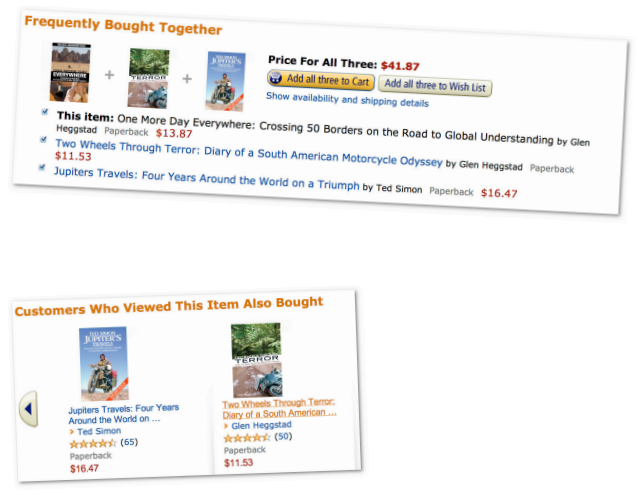 Frequently Bought Together
EVERYWHERE
TERROR
JUPITER'S
TRAVELS
+
+
Price For All Three: $41.87
Add all three to Cart
Add all three to Wish List
Show availability and shipping details
This item: One More Day Everywhere: Crossing 50 Borders on the Road to Global Understanding by Glen
Heggstad Paperback $13.87
Two Wheels Through Terror: Diary of a South American Motorcycle Odyssey by Glen Heggstad Paperback
$11.53
Jupiters Travels: Four Years Around the World on a Triumph by Ted Simon Paperback $16.47
Customers Who Viewed This Item Also Bought
TED SIMON
JUPITER'S
TRAVELS
TERROR
Jupiters Travels: Four Years
Around the World on ...
Ted Simon
(65)
Paperback
$16.47
Two Wheels Through Terror:
Diary of a South American ...
Glen Heggstad
(50)
Paperback
$11.53